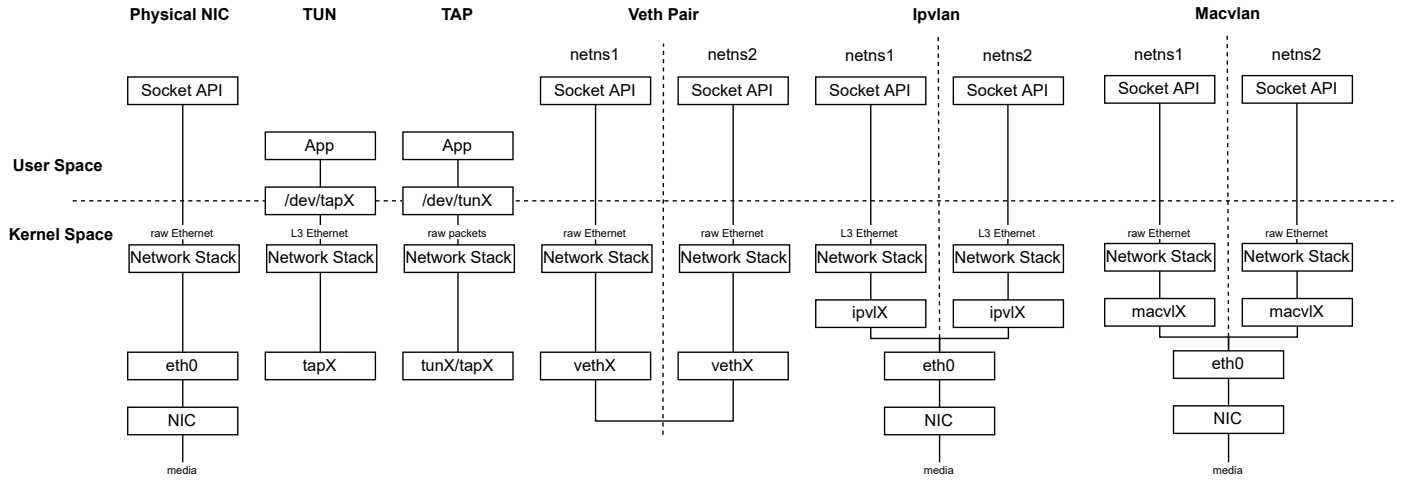 Physical NIC TUN TAP Veth Pair Ipvlan Macvlan
netns1 netns2 netns1 netns2 netns1 netns2
Socket API Socket API Socket API Socket API Socket API Socket API Socket API
App App
User Space
/dev/tapX /dev/tunX
Kernel Space
raw Ethernet L3 Ethernet raw packets raw Ethernet raw Ethernet L3 Ethernet L3 Ethernet raw Ethernet raw Ethernet
Network Stack Network Stack Network Stack Network Stack Network Stack Network Stack Network Stack Network Stack Network Stack
ipvlX ipvlX macvlX macvlX
eth0 tapX tunX/tapX vethX vethX eth0 eth0
NIC NIC NIC
media media media